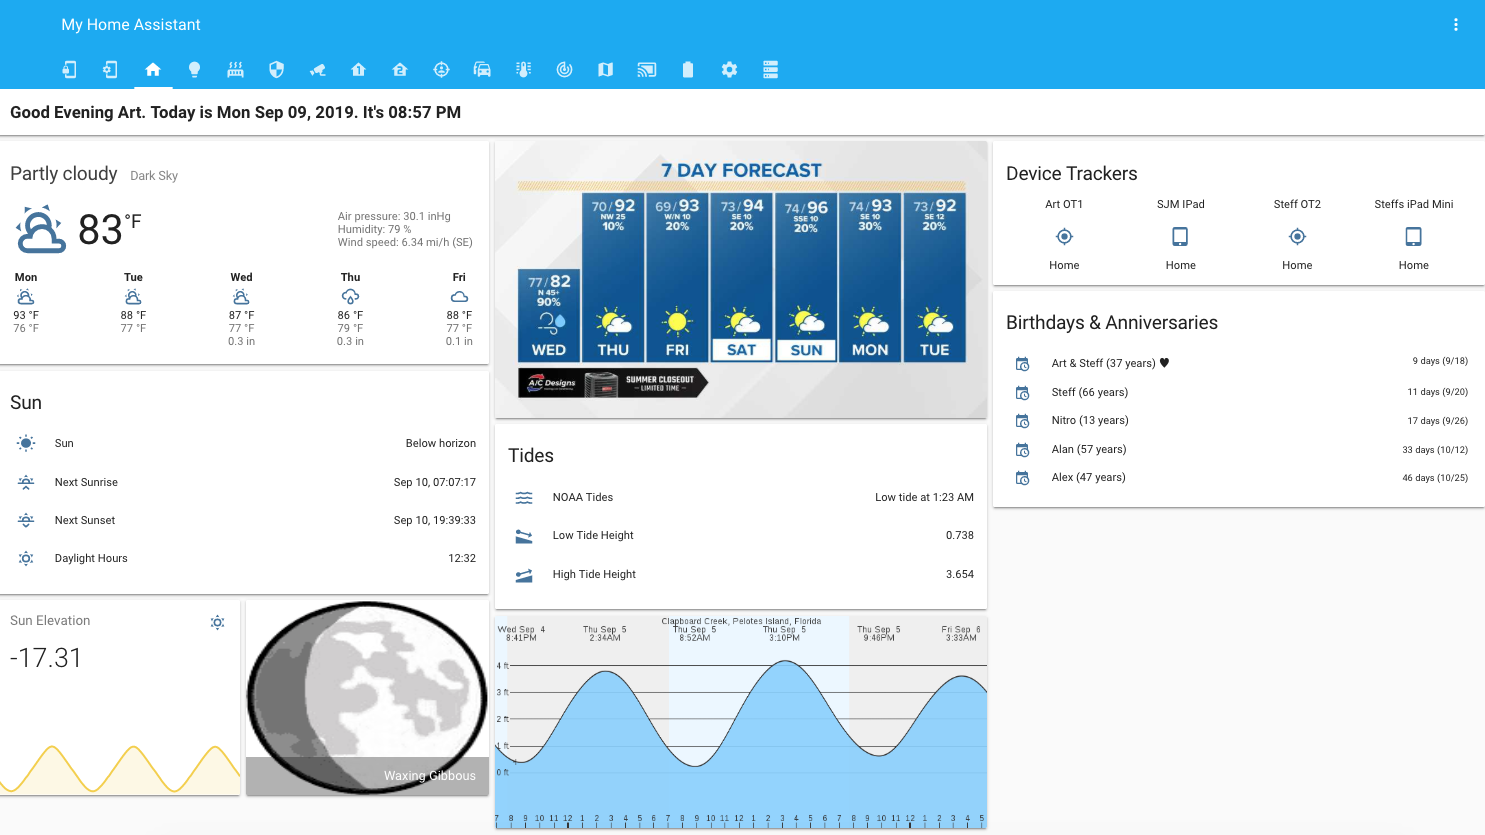 My Home Assistant
Good Evening Art. Today is Mon Sep 09, 2019. It's 08:57 PM
Partly cloudy Dark Sky
83 °F
Air pressure: 30.1 inHg
Humidity: 79 %
Wind speed: 6.34 mi/h (SE)
Mon Tue Wed Thu Fri
93 °F 88 °F 87 °F 86 °F 88 °F
76 °F 77 °F 77 °F 79 °F 77 °F
0.3 in 0.3 in 0.1 in
Sun
Sun Below horizon
Next Sunrise Sep 10, 07:07:17
Next Sunset Sep 10, 19:39:33
Daylight Hours 12:32
Sun Elevation
-17.31
Waxing Gibbous
7 DAY FORECAST
70/92 69/93 73/94 74/96 74/93 73/92
NW 25 W/N 10 SE 10 SSE 10 SE 10 SE 12
10% 20% 20% 20% 30% 20%
77/82
N 45+
90%
WED THU FRI SAT SUN MON TUE
A/C Designs
SUMMER CLOSEOUT
LIMITED TIME
Tides
NOAA Tides Low tide at 1:23 AM
Low Tide Height 0.738
High Tide Height 3.654
Clapboard Creek, Pelotes Island, Florida
Wed Sep 4 Thu Sep 5 Thu Sep 5 Thu Sep 5 Thu Sep 5 Fri Sep 6
8:41PM 2:34AM 8:52AM 3:10PM 9:46PM 3:33AM
4 ft
3 ft
2 ft
1 ft
0 ft
7 8 9 10 11 12 1 2 3 4 5 6 7 8 9 10 11 12 1 2 3 4 5 6 7 8 9 10 11 12 1 2 3 4 5
Device Trackers
Art OT1 SJM IPad Steff OT2 Steffs iPad Mini
Home Home Home Home
Birthdays & Anniversaries
Art & Steff (37 years) ♥ 9 days (9/18)
Steff (66 years) 11 days (9/20)
Nitro (13 years) 17 days (9/26)
Alan (57 years) 33 days (10/12)
Alex (47 years) 46 days (10/25)